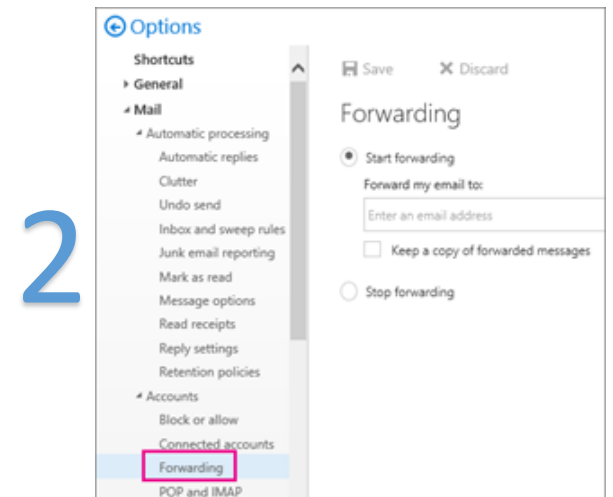 2
Options
Shortcuts
General
Mail
Automatic processing
Automatic replies
Clutter
Undo send
Inbox and sweep rules
Junk email reporting
Mark as read
Message options
Read receipts
Reply settings
Retention policies
Accounts
Block or allow
Connected accounts
Forwarding
POP and IMAP
Save Discard
Forwarding
Start forwarding
Forward my email to:
Enter an email address
Keep a copy of forwarded messages
Stop forwarding